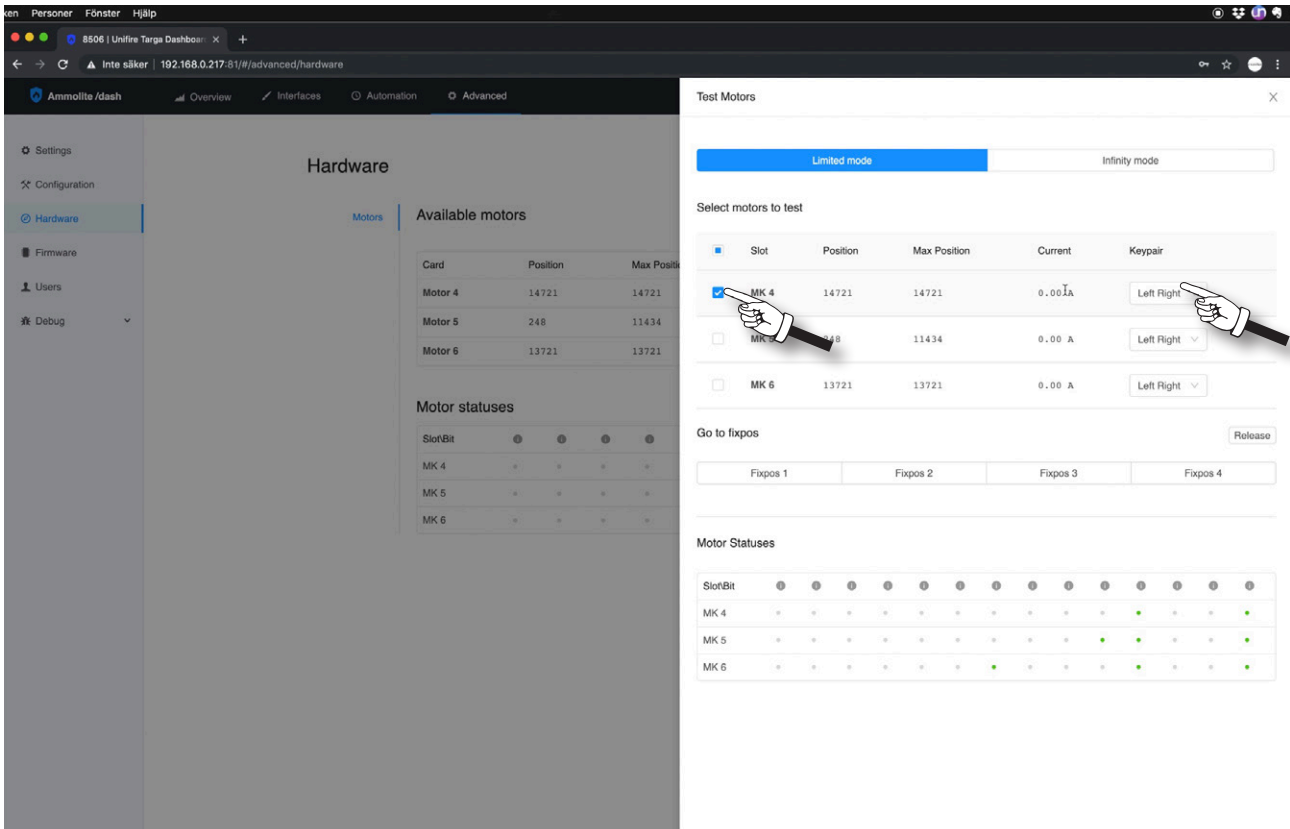 ken Personer Fönster Hjälp
8506 | Unifire Targa Dashboar
Inte säker | 192.168.0.217:81/#/advanced/hardware
Ammolite /dash Overview Interfaces Automation Advanced
Test Motors
Settings
Configuration
Hardware
Firmware
Users
Debug
Hardware
Motors
Available motors
Card Position Max Positi
Motor 4 14721 14721
Motor 5 248 11434
Motor 6 13721 13721
Motor statuses
Slot\Bit
MK 4
MK 5
MK 6
Limited mode Infinity mode
Select motors to test
Slot Position Max Position Current Keypair
MK 4 14721 14721 0.00 A Left Right
MK 5 248 11434 0.00 A Left Right
MK 6 13721 13721 0.00 A Left Right
Go to fixpos Release
Fixpos 1 Fixpos 2 Fixpos 3 Fixpos 4
Motor Statuses
Slot\Bit
MK 4
MK 5
MK 6